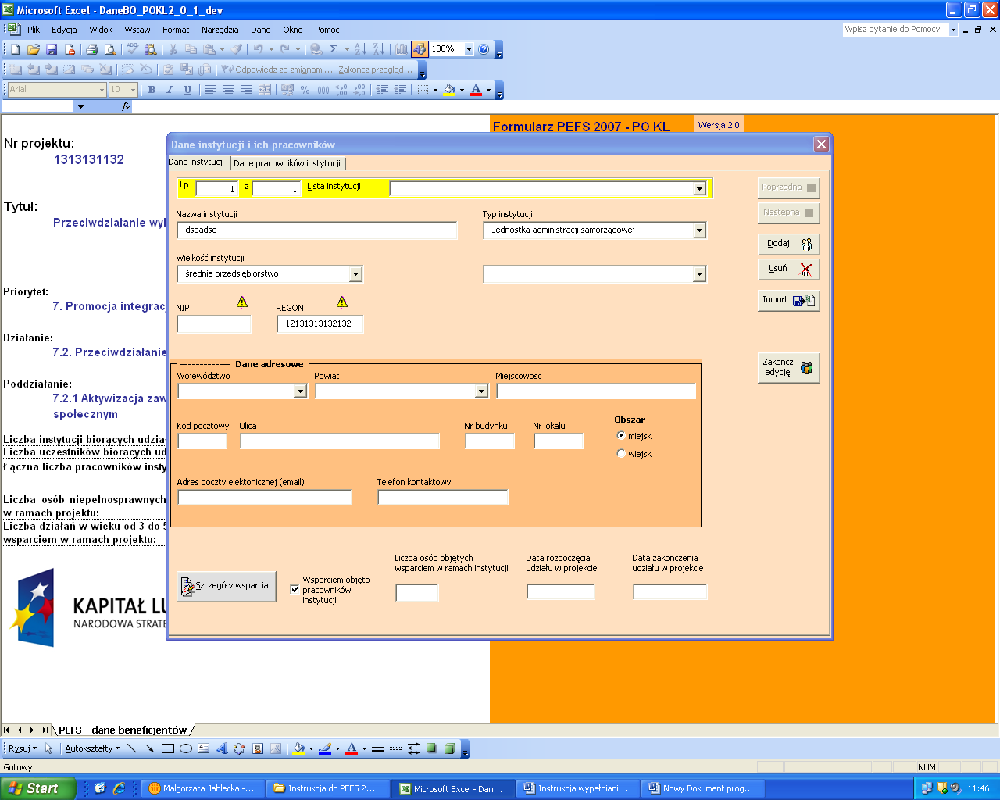 Microsoft Excel - DaneBO_POKL2_0_1_dev
Plik Edycja Widok Wstaw Format Narzędzia Dane Okno Pomoc
Wpisz pytanie do Pomocy
100%
Odpowiedz ze zmianami... Zakończ przegląd...
Arial 10 B I U % 000
fx
Formularz PEFS 2007 - PO KL
Wersja 2.0
Nr projektu:
1313131132
Tytuł:
Przeciwdziałanie wyk
Priorytet:
7. Promocja integrac
Działanie:
7.2. Przeciwdziałanie
Poddziałanie:
7.2.1 Aktywizacja zaw
społecznym
Liczba instytucji biorących udział
Liczba uczestników biorących ud
Łączna liczba pracowników insty
Liczba osób niepełnosprawnych
w ramach projektu:
Liczba działań w wieku od 3 do 5
wsparciem w ramach projektu:
KAPITAŁ LU
NARODOWA STRATE
Dane instytucji i ich pracowników
Dane instytucji
Dane pracowników instytucji
Lp 1 z 1 Lista instytucji
Nazwa instytucji
dsdadsd
Typ instytucji
Jednostka administracji samorządowej
Wielkość instytucji
średnie przedsiębiorstwo
NIP
REGON
12131313132132
Poprzedna
Następna
Dodaj
Usuń
Import
Zakończ
edycję
------------- Dane adresowe
Województwo
Powiat
Miejscowość
Kod pocztowy
Ulica
Nr budynku
Nr lokalu
Obszar
miejski
wiejski
Adres poczty elektonicznej (email)
Telefon kontaktowy
Szczegóły wsparcia..
Wsparciem objęto
pracowników
instytucji
Liczba osób objętych
wsparciem w ramach instytucji
Data rozpoczęcia
udziału w projekcie
Data zakończenia
udziału w projekcie
PEFS - dane beneficjentów
Rysuj Autokształty
Gotowy
NUM
Start
Malgorzata Jablecka -...
Instrukcja do PEFS 2...
Microsoft Excel - Dan...
Instrukcja wypełniani...
Nowy Dokument prog...
11:46